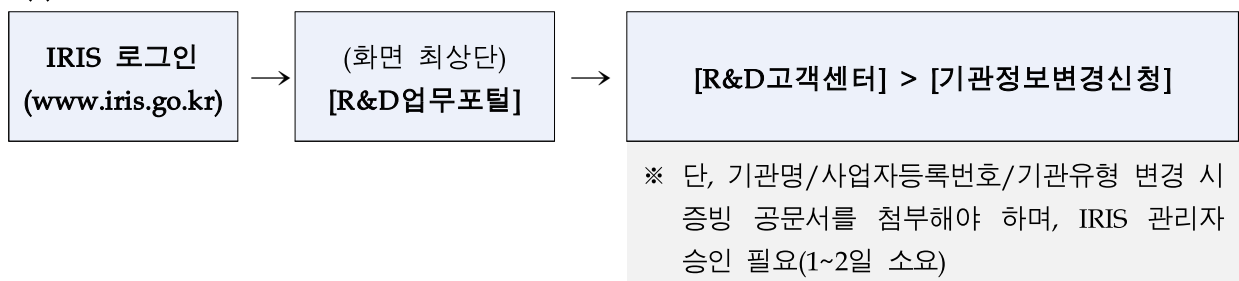 IRIS 로그인
(www.iris.go.kr)
→
(화면 최상단)
[R&D업무포털]
→
[R&D고객센터] > [기관정보변경신청]
※ 단, 기관명/사업자등록번호/기관유형 변경 시
증빙 공문서를 첨부해야 하며, IRIS 관리자
승인 필요(1~2일 소요)